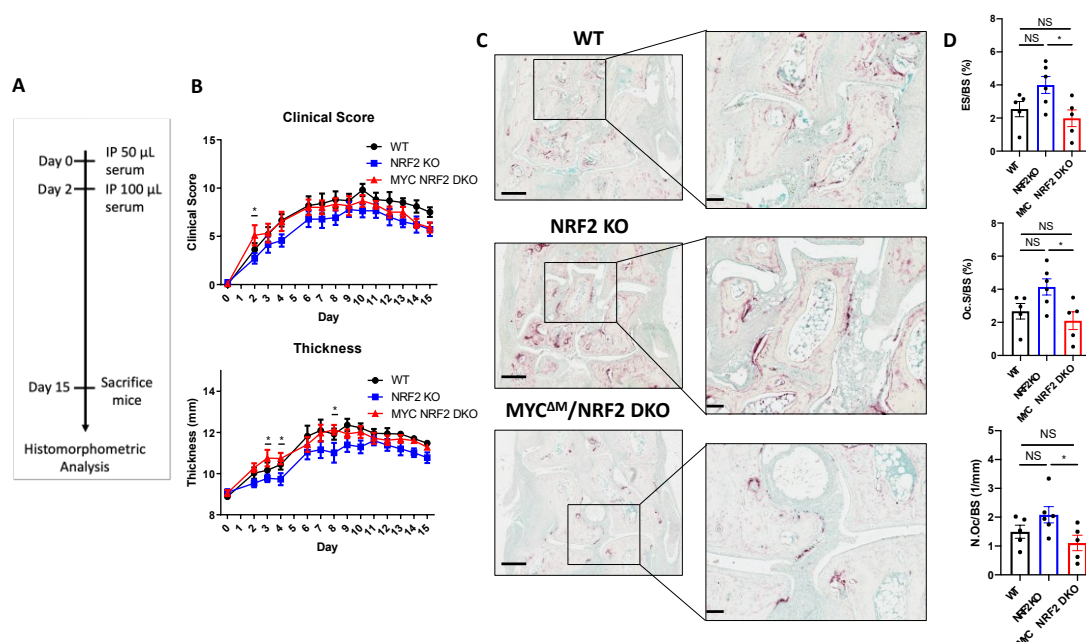 A
Day 0
IP 50 µL
serum
Day 2
IP 100 µL
serum
Day 15
Sacrifice
mice
Histomorphometric
Analysis
B
Clinical Score
WT
NRF2 KO
MYC NRF2 DKO
Clinical Score
15
10
5
0
*
0 2 3 4 6 7 8 9 10 11 12 13 14 15
Day
Thickness
WT
NRF2 KO
MYC NRF2 DKO
Thickness (mm)
14
12
10
8
* * *
0 2 3 4 6 7 8 9 10 11 12 13 14 15
Day
C
WT
NRF2 KO
MYCΔM/NRF2 DKO
D
ES/BS (%)
8
6
4
2
0
NS
NS *
WT
NRF2 KO
MYC NRF2 DKO
Oc.S/BS (%)
8
6
4
2
0
NS
NS *
WT
NRF2 KO
MYC NRF2 DKO
N.Oc/BS (1/mm)
5
4
3
2
1
0
NS
NS *
WT
NRF2 KO
MYC NRF2 DKO